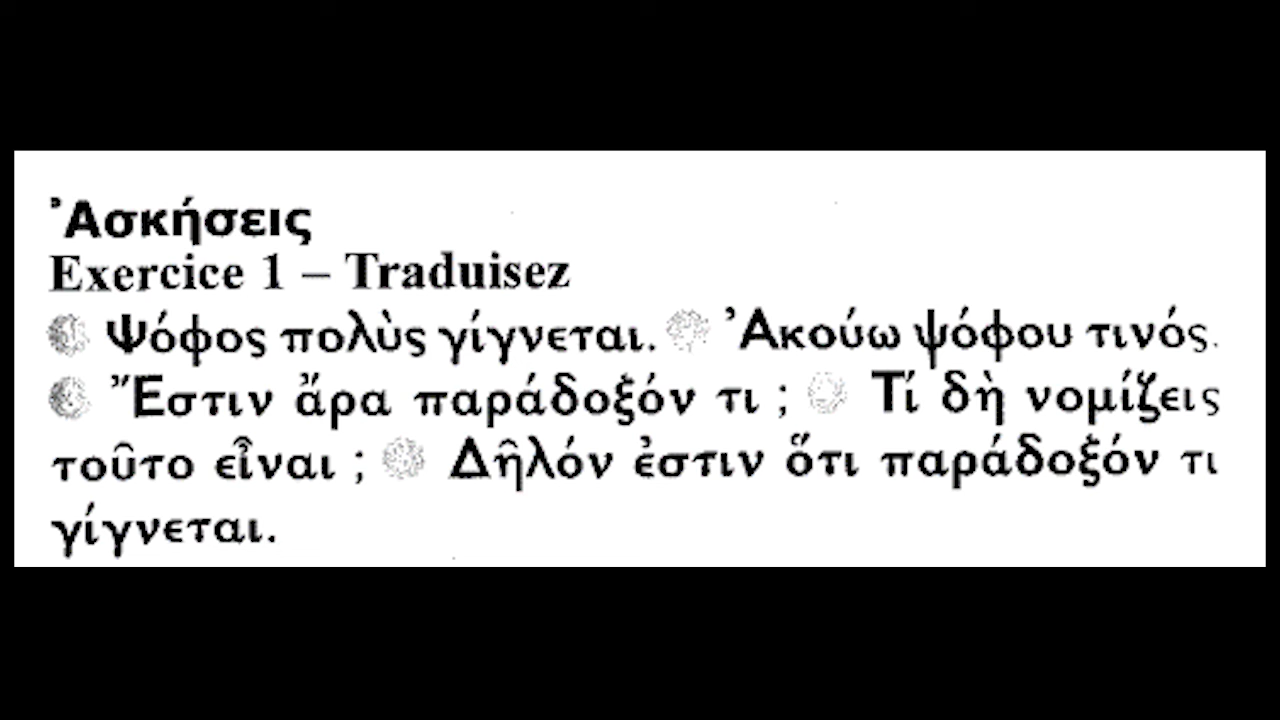 Ἀσκήσεις
Exercice 1 – Traduisez
Ψόφος πολὺς γίγνεται. Ἀκούω ψόφου τινός.
Ἔστιν ἄρα παράδοξόν τι ; Τί δὴ νομίζεις
τοῦτο εἶναι ; Δῆλόν ἐστιν ὅτι παράδοξόν τι
γίγνεται.